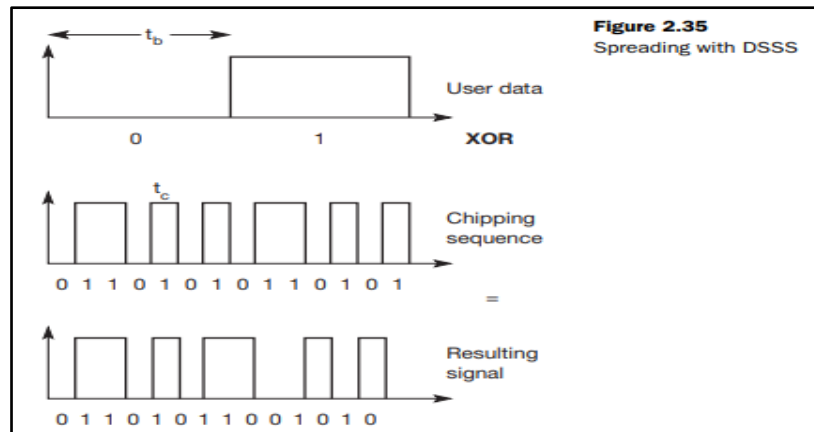 Figure 2.35
Spreading with DSSS
t_b
User data
0 1 XOR
t_c
Chipping
sequence
0 1 1 0 1 0 1 0 1 1 0 1 0 1
=
Resulting
signal
0 1 1 0 1 0 1 1 0 0 1 0 1 0